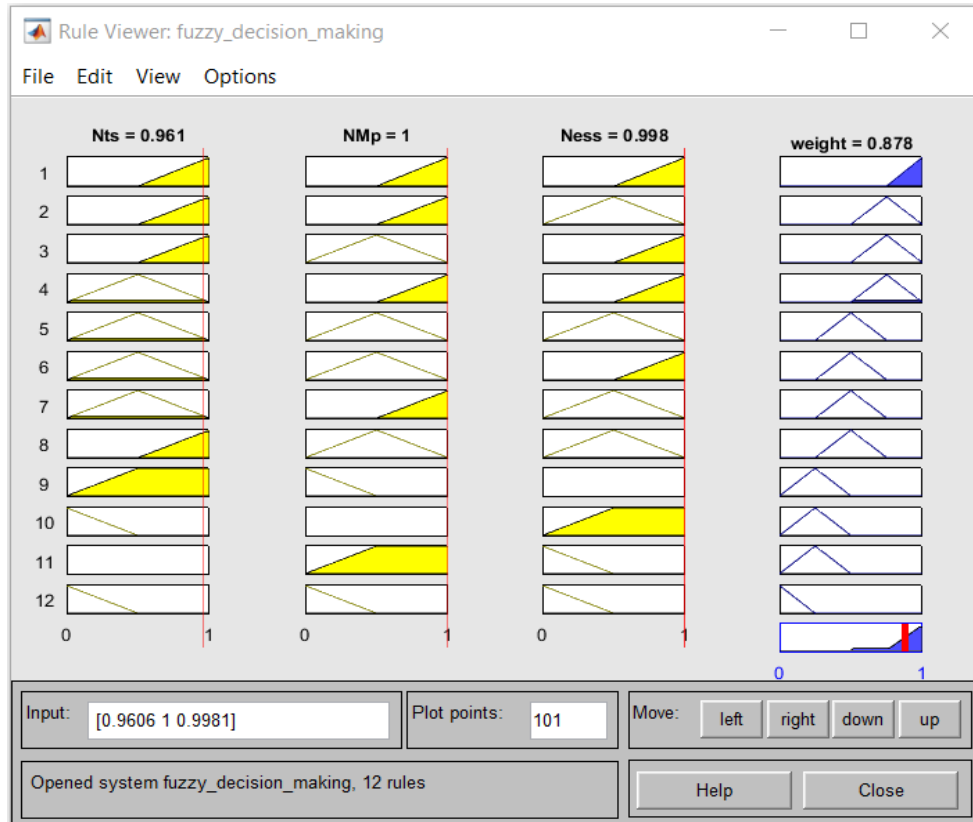 Rule Viewer: fuzzy_decision_making
File Edit View Options
Nts = 0.961 NMp = 1 Ness = 0.998 weight = 0.878
1
2
3
4
5
6
7
8
9
10
11
12
0 1 0 1 0 1
0 1
Input: [0.9606 1 0.9981] Plot points: 101 Move: left right down up
Opened system fuzzy_decision_making, 12 rules Help Close